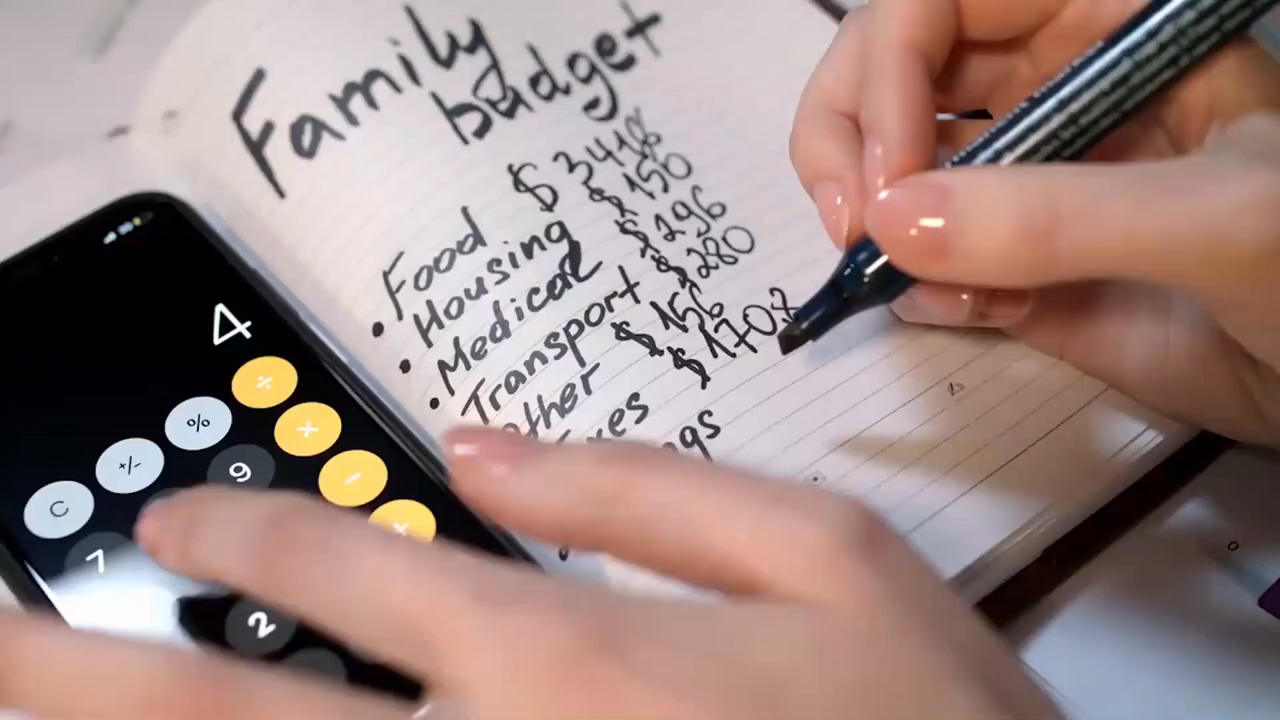 Family
budget
• Food $ 3418
• Housing $ 150
• Medical $ 296
Transport $ 280
Other $ 156
$ 1708
4
÷
%
×
+/-
9
-
C
7
+
2